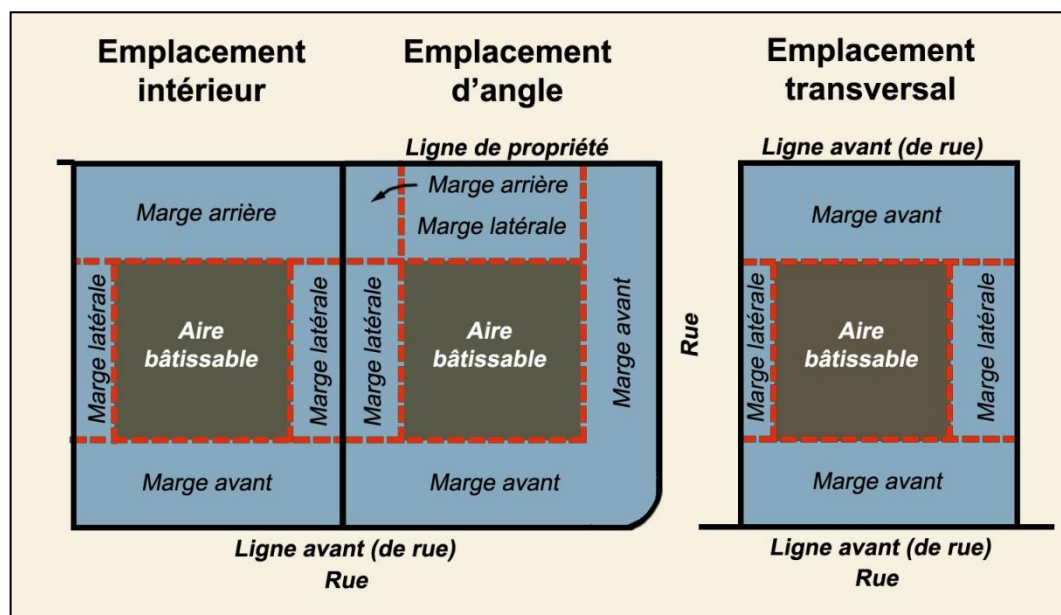 Emplacement
intérieur
Emplacement
d'angle
Emplacement
transversal
Ligne de propriété
Ligne avant (de rue)
Marge arrière
Marge arrière
Marge latérale
Marge avant
Marge latérale
Aire
bâtissable
Marge latérale
Marge latérale
Aire
bâtissable
Marge avant
Rue
Marge latérale
Aire
bâtissable
Marge latérale
Marge avant
Marge avant
Marge avant
Ligne avant (de rue)
Rue
Ligne avant (de rue)
Rue